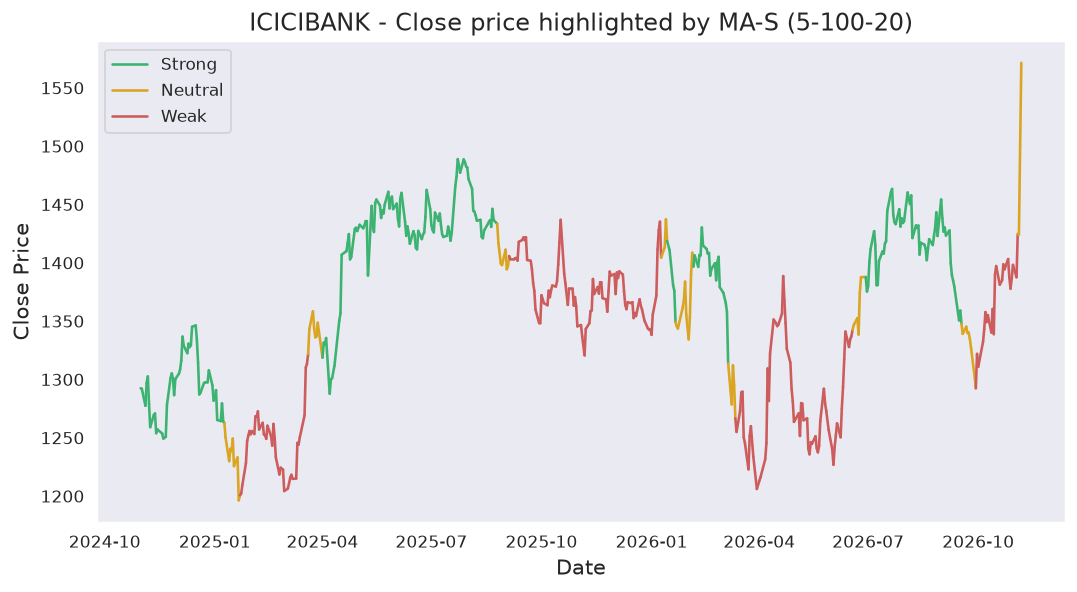 ICICIBANK - Close price highlighted by MA-S (5-100-20)
Strong
Neutral
Weak
1550
1500
1450
1400
1350
1300
1250
1200
Close Price
2024-10 2025-01 2025-04 2025-07 2025-10 2026-01 2026-04 2026-07 2026-10
Date